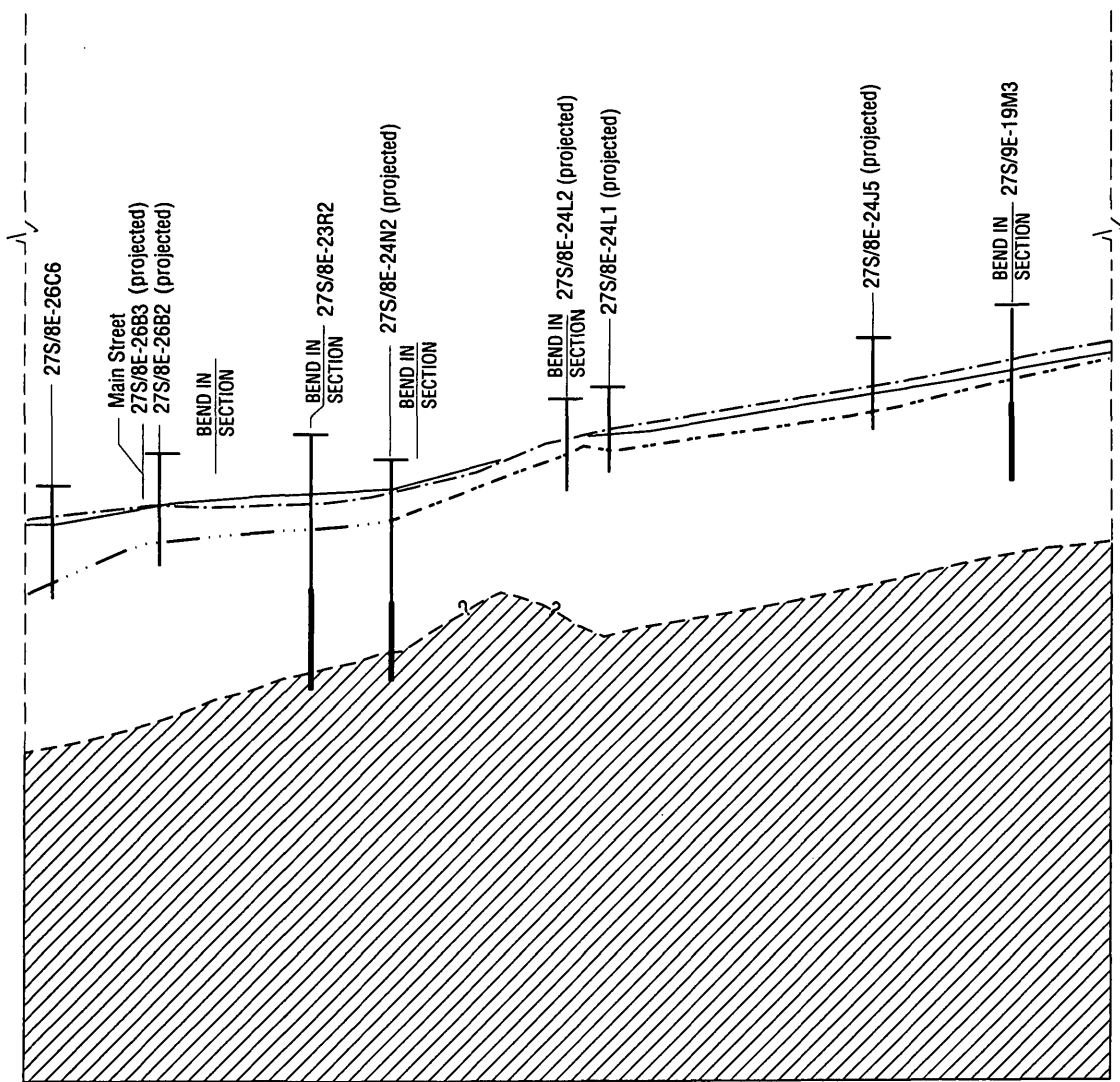 27S/8E-26C6
Main Street
27S/8E-26B3 (projected)
27S/8E-26B2 (projected)
BEND IN
SECTION
BEND IN
SECTION
27S/8E-23R2
27S/8E-24N2 (projected)
BEND IN
SECTION
BEND IN
SECTION
27S/8E-24L2 (projected)
27S/8E-24L1 (projected)
27S/8E-24J5 (projected)
BEND IN
SECTION
27S/9E-19M3
?
?